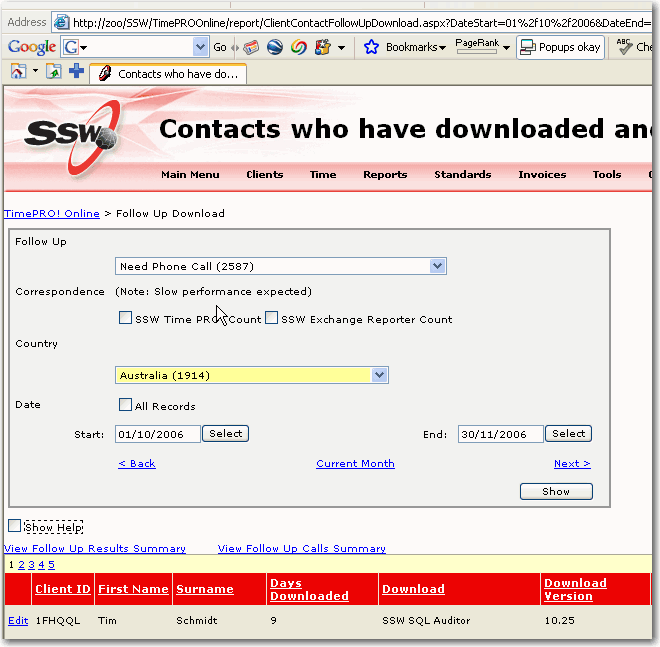 Address http://zoo/SSW/TimePROOnline/report/ClientContactFollowUpDownload.aspx?DateStart=01%2f10%2f2006&DateEnd=
Google G Go Bookmarks PageRank Popups okay ABC Che
Contacts who have do...
SSW Contacts who have downloaded and
Main Menu Clients Time Reports Standards Invoices Tools
TimePRO! Online > Follow Up Download
Follow Up
Need Phone Call (2587)
Correspondence (Note: Slow performance expected)
SSW Time PRO! Count SSW Exchange Reporter Count
Country
Australia (1914)
Date All Records
Start: 01/10/2006 Select End: 30/11/2006 Select
< Back Current Month Next >
Show
Show Help
View Follow Up Results Summary View Follow Up Calls Summary
1 2 3 4 5
Client ID First Name Surname Days Downloaded Download Download Version
Edit 1FHQQL Tim Schmidt 9 SSW SQL Auditor 10.25